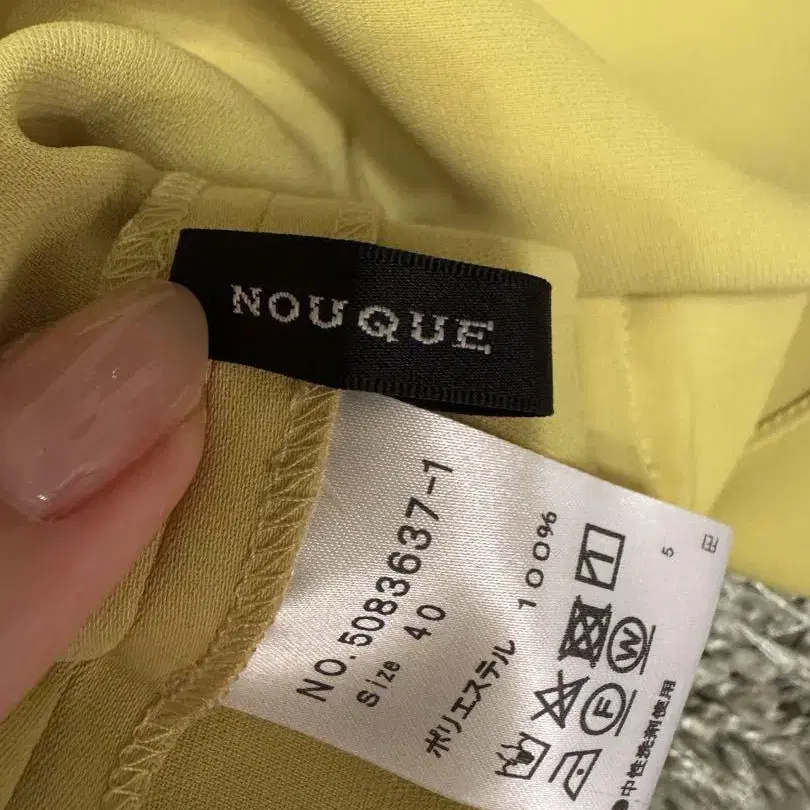 NOUQUE
NO.5083637-1
Size 40
ポリエステル 100%
W
F
中性洗剤使用
5